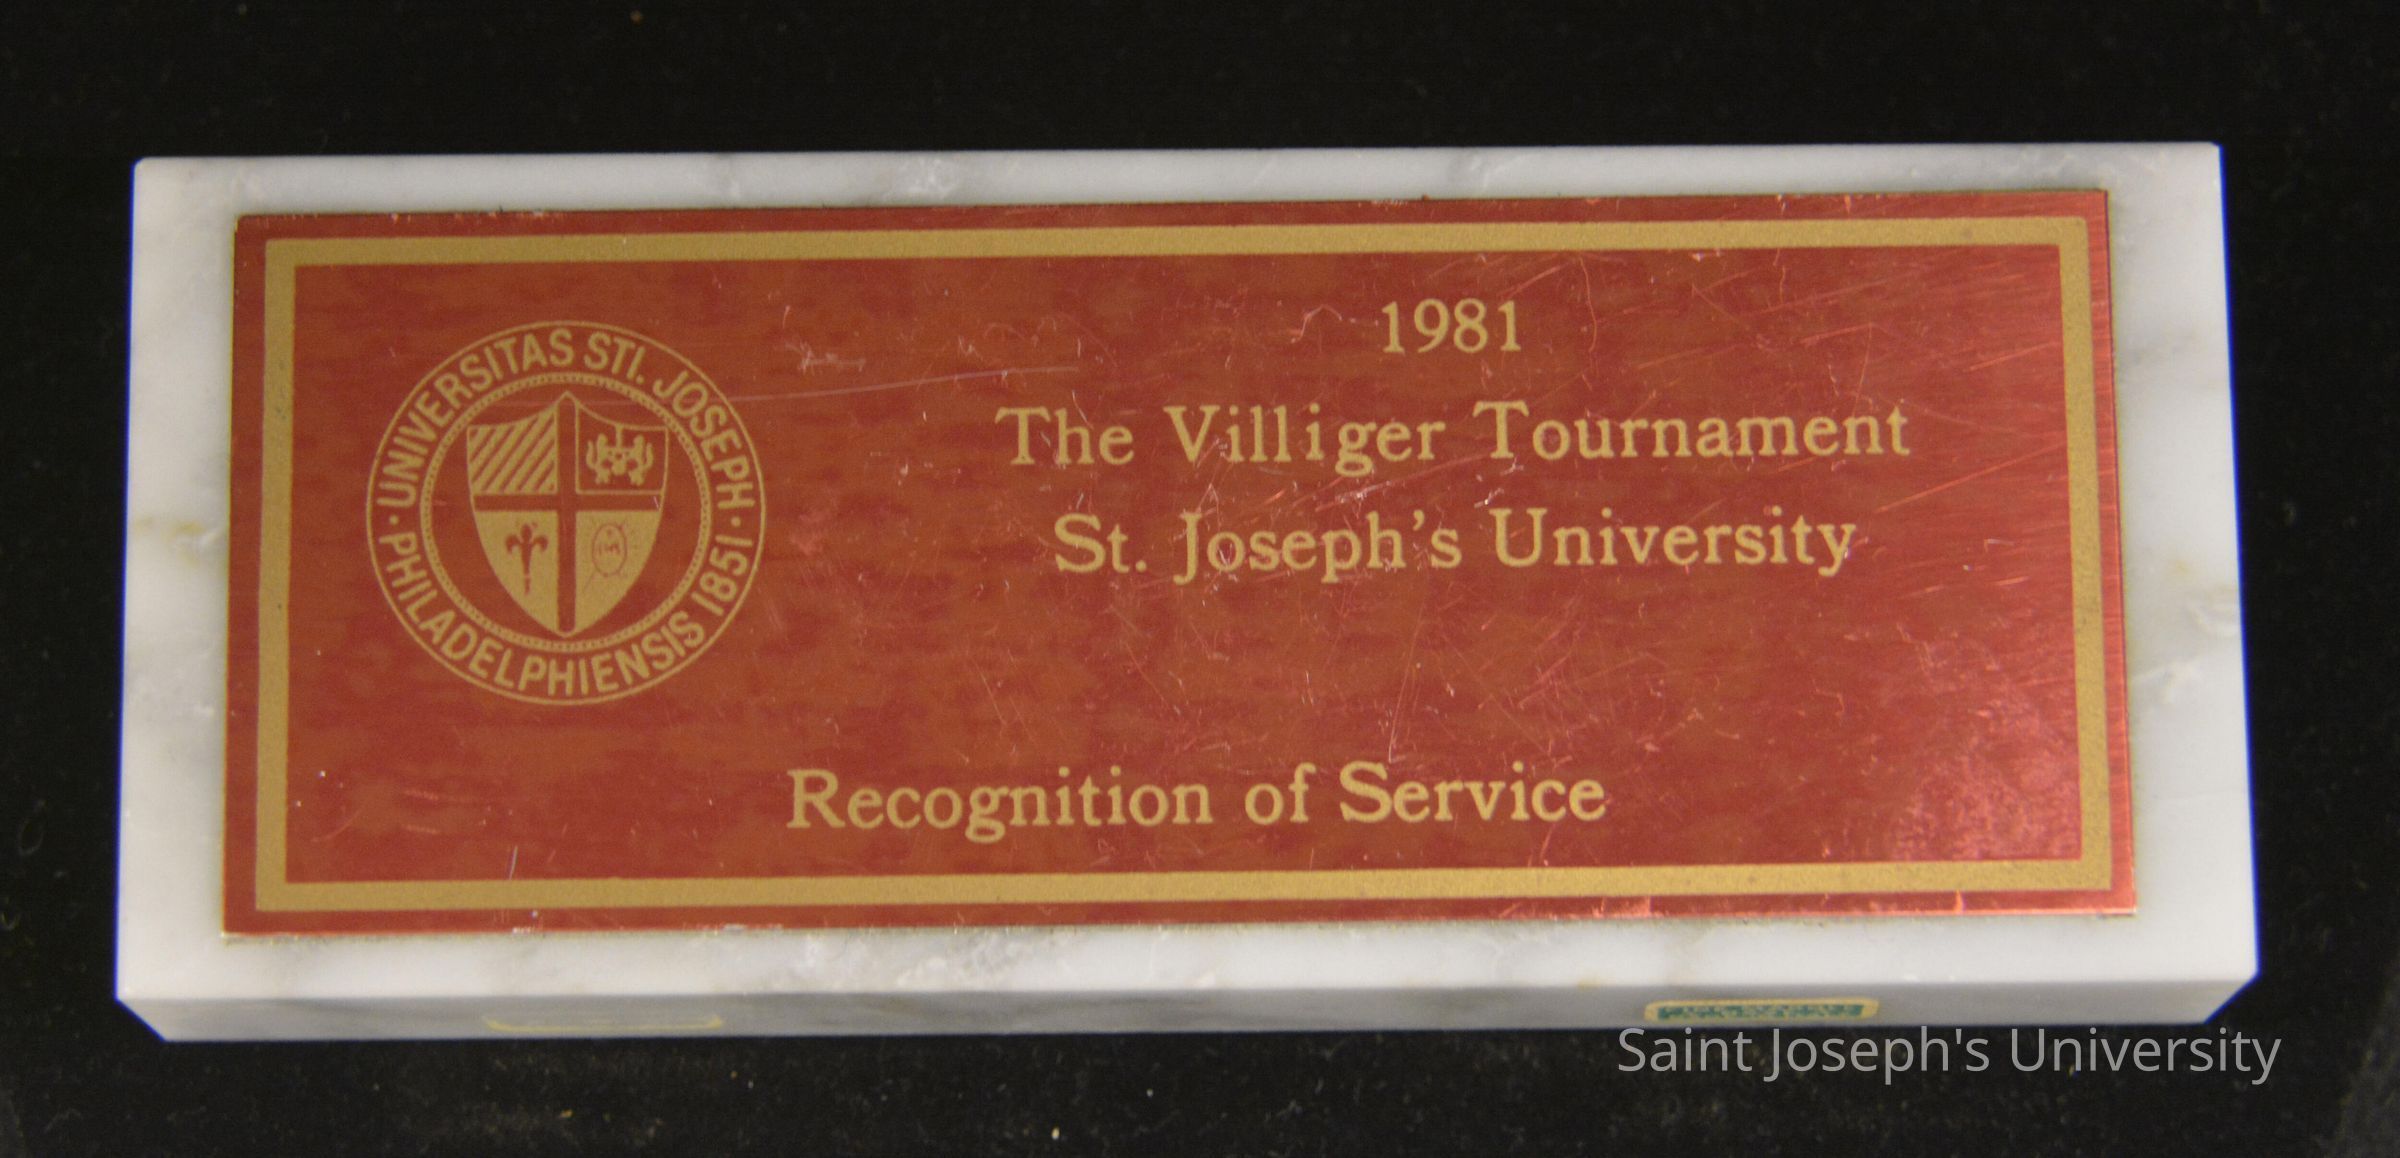 UNIVERSITAS STI. JOSEPH · PHILADELPHIENSIS 1851 ·
1981
The Villiger Tournament
St. Joseph's University
Recognition of Service
Saint Joseph's University